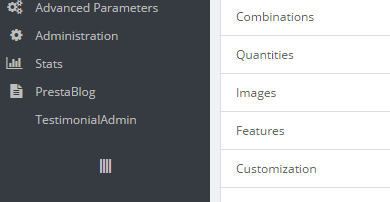 Advanced Parameters
Administration
Stats
PrestaBlog
TestimonialAdmin
Combinations
Quantities
Images
Features
Customization